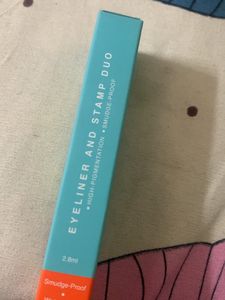 EYELINER AND STAMP DUO
• HIGH PIGMENTATION • SMUDGE-PROOF
2.8ml
Smudge-Proof